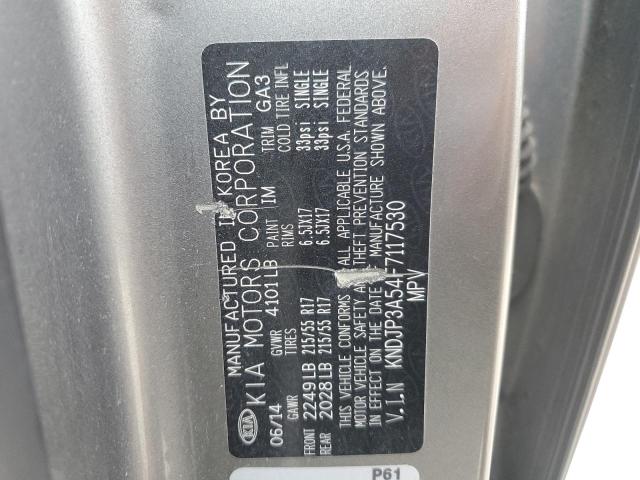 MANUFACTURED IN KOREA BY
KIA KIA MOTORS CORPORATION
06/14 GVWR 4101LB PAINT IM TRIM GA3
GAWR TIRES RIMS COLD TIRE INFL
FRONT 2249LB 215/55 R17 6.5JX17 33psi SINGLE
REAR 2028LB 215/55 R17 6.5JX17 33psi SINGLE
THIS VEHICLE CONFORMS TO ALL APPLICABLE U.S.A. FEDERAL
MOTOR VEHICLE SAFETY AND THEFT PREVENTION STANDARDS
IN EFFECT ON THE DATE OF MANUFACTURE SHOWN ABOVE.
V.I.N KNDJP3A54F7117530
MPV
P61